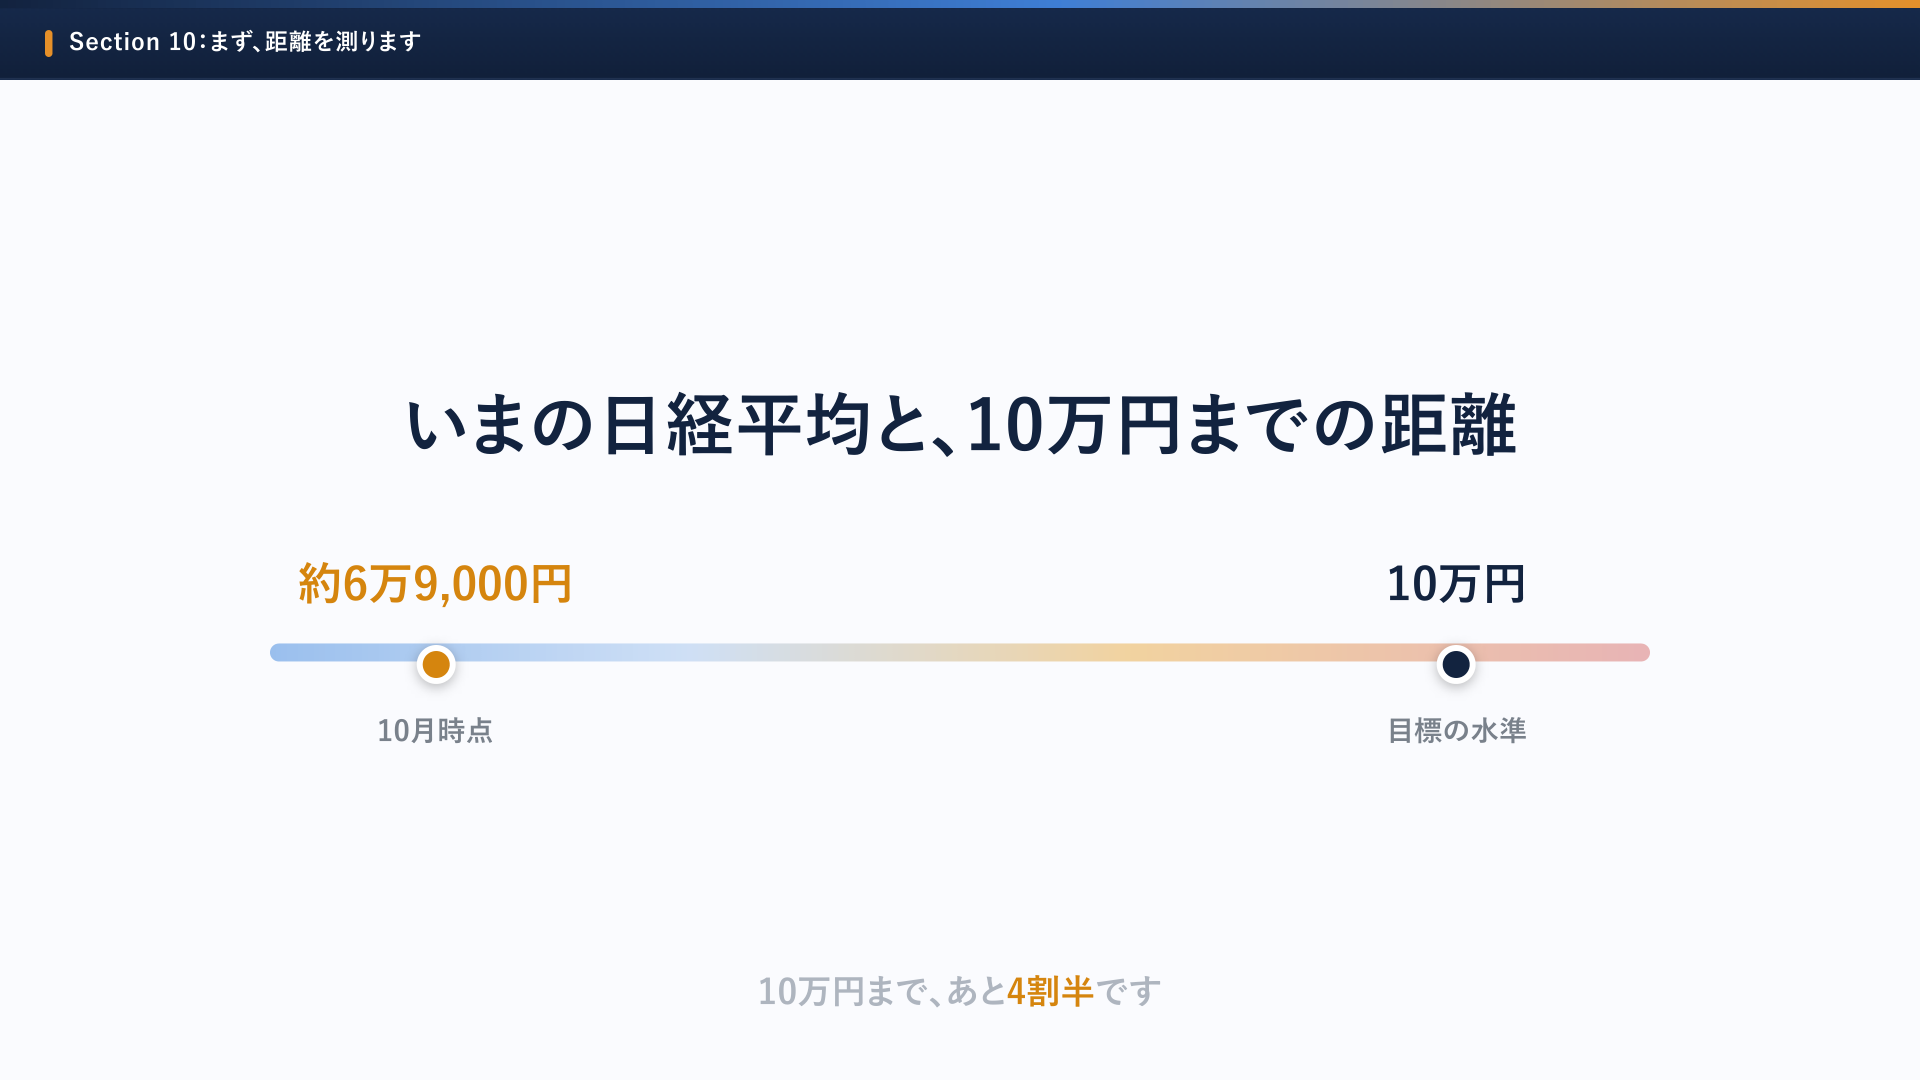 Section 10：まず、距離を測ります
いまの日経平均と、10万円までの距離
約6万9,000円
10万円
10月時点
目標の水準
10万円まで、あと4割半です